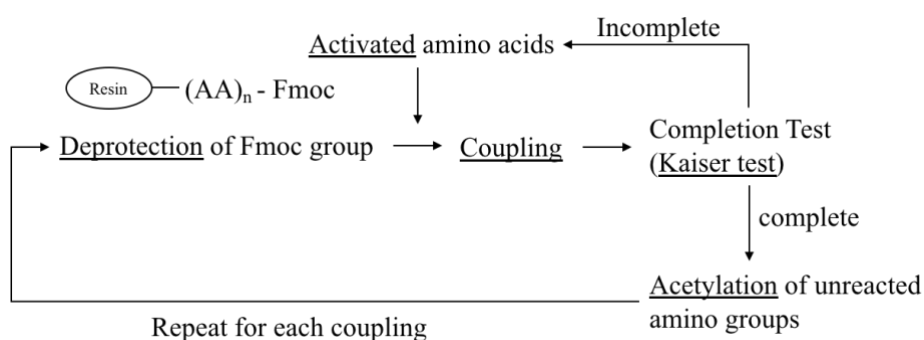 Incomplete
Activated amino acids
Resin (AA)n - Fmoc
Deprotection of Fmoc group
Coupling
Completion Test
(Kaiser test)
complete
Acetylation of unreacted
amino groups
Repeat for each coupling